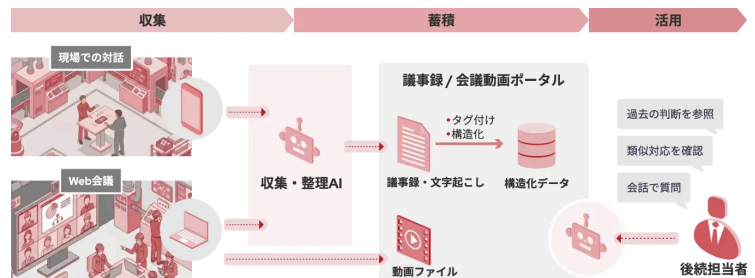 収集
蓄積
活用
現場での対話
Web会議
収集・整理AI
議事録 / 会議動画ポータル
•タグ付け
•構造化
議事録・文字起こし
構造化データ
動画ファイル
過去の判断を参照
類似対応を確認
会話で質問
後続担当者